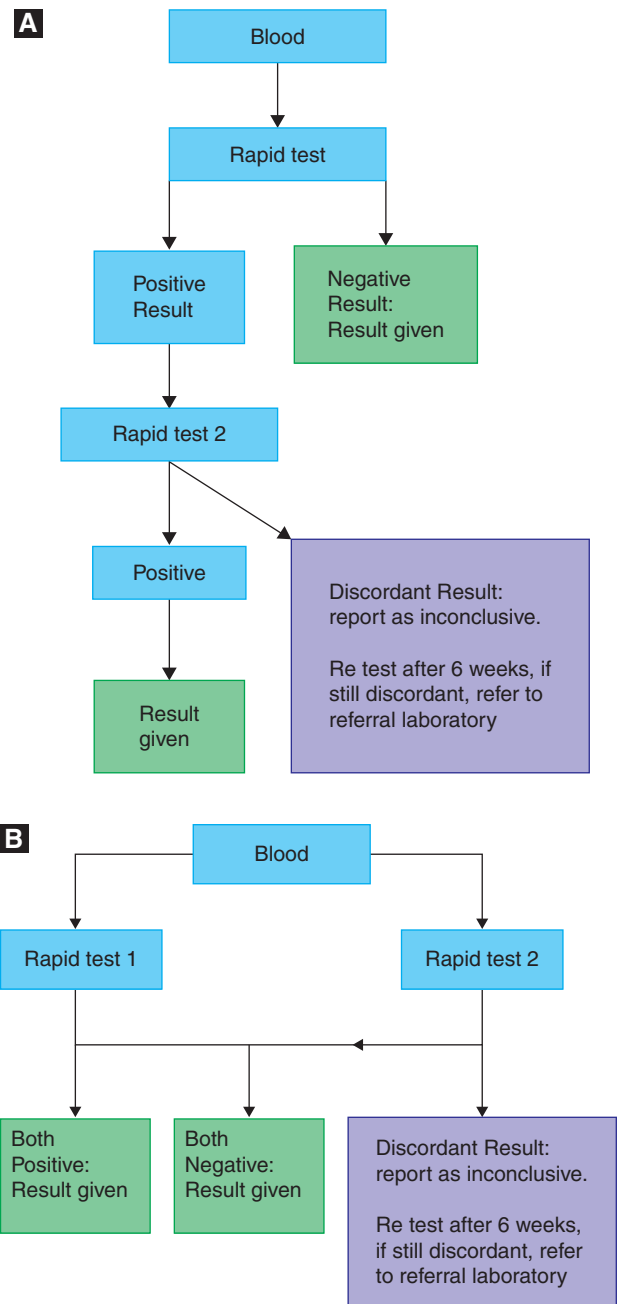 A
Blood
Rapid test
Positive
Result
Negative
Result:
Result given
Rapid test 2
Positive
Discordant Result:
report as inconclusive.
Re test after 6 weeks, if
still discordant, refer to
referral laboratory
Result
given
B
Blood
Rapid test 1
Rapid test 2
Both
Positive:
Result given
Both
Negative:
Result given
Discordant Result:
report as inconclusive.
Re test after 6 weeks,
if still discordant, refer
to referral laboratory